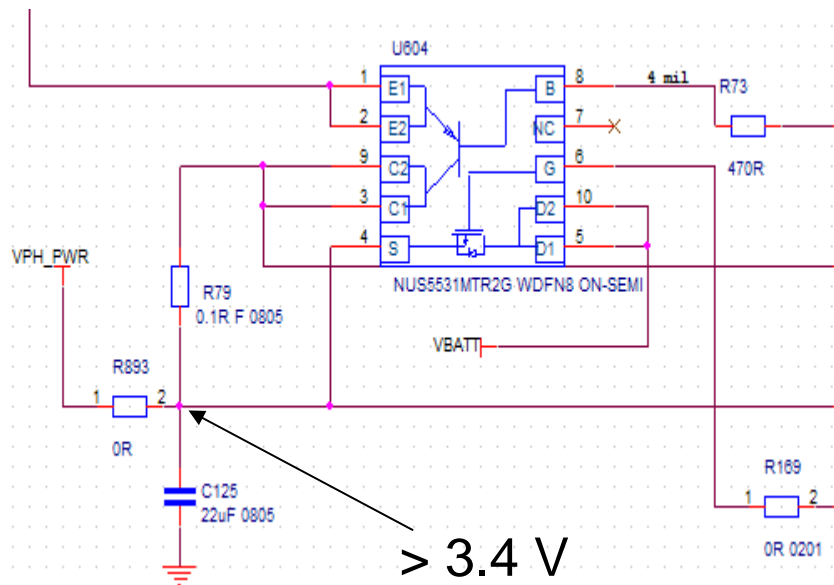 U604
1 E1 B 8 4 mil R73
2 E2 NC 7
470R
9 C2 G 6
3 C1 D2 10
4 S D1 5
VPH_PWR
NUS5531MTR2G WDFN8 ON-SEMI
R79
0.1R F 0805
VBATT
R893
1 2
0R
R169
C125
22uF 0805
1 2
0R 0201
> 3.4 V